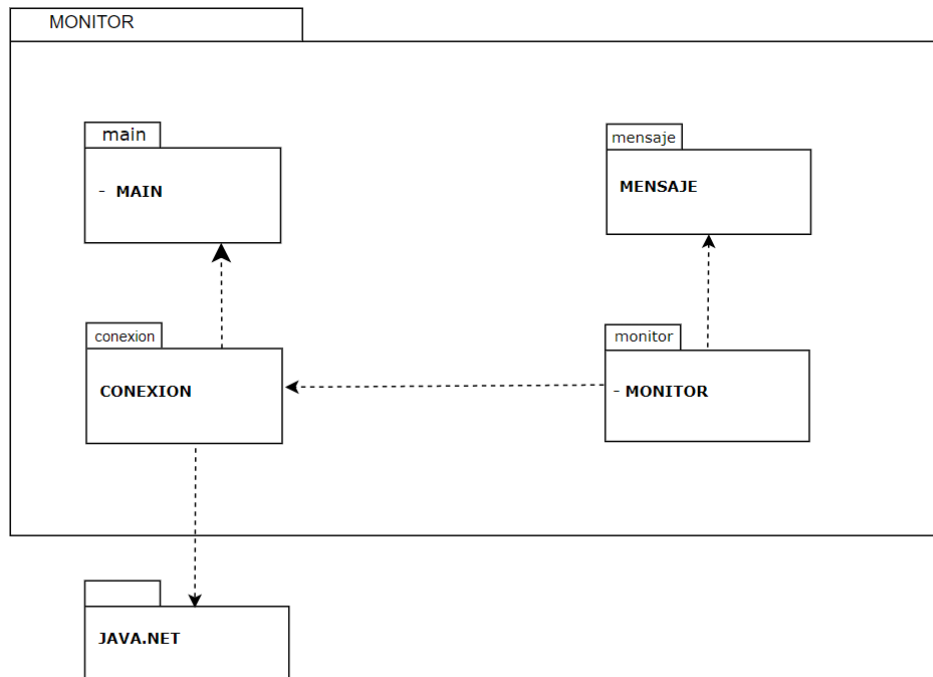 MONITOR
main
- MAIN
mensaje
MENSAJE
conexion
CONEXION
monitor
- MONITOR
JAVA.NET